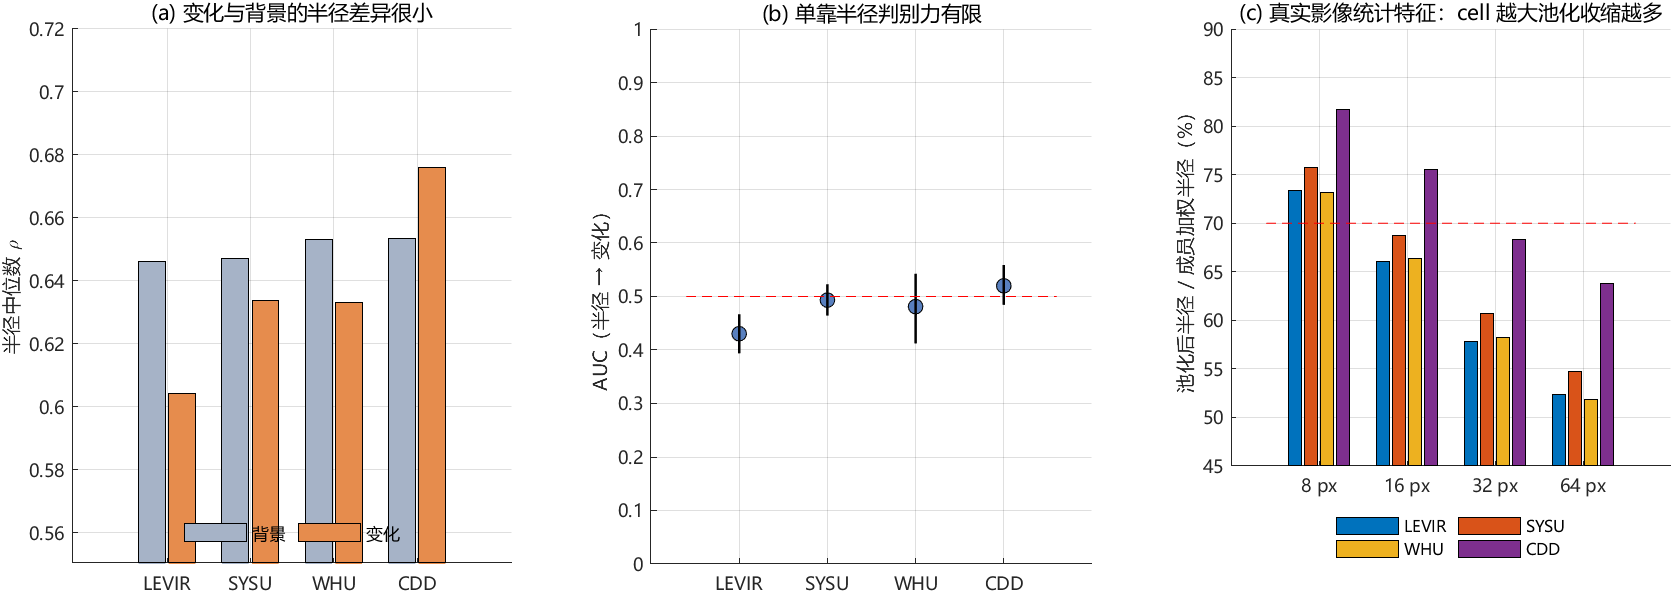 (a) 变化与背景的半径差异很小
半径中位数 ρ
0.72
0.7
0.68
0.66
0.64
0.62
0.6
0.58
0.56
背景
变化
LEVIR SYSU WHU CDD
(b) 单靠半径判别力有限
AUC（半径 → 变化）
1
0.9
0.8
0.7
0.6
0.5
0.4
0.3
0.2
0.1
0
LEVIR SYSU WHU CDD
(c) 真实影像统计特征：cell 越大池化收缩越多
池化后半径 / 成员加权半径（%）
90
85
80
75
70
65
60
55
50
45
8 px 16 px 32 px 64 px
LEVIR SYSU
WHU CDD